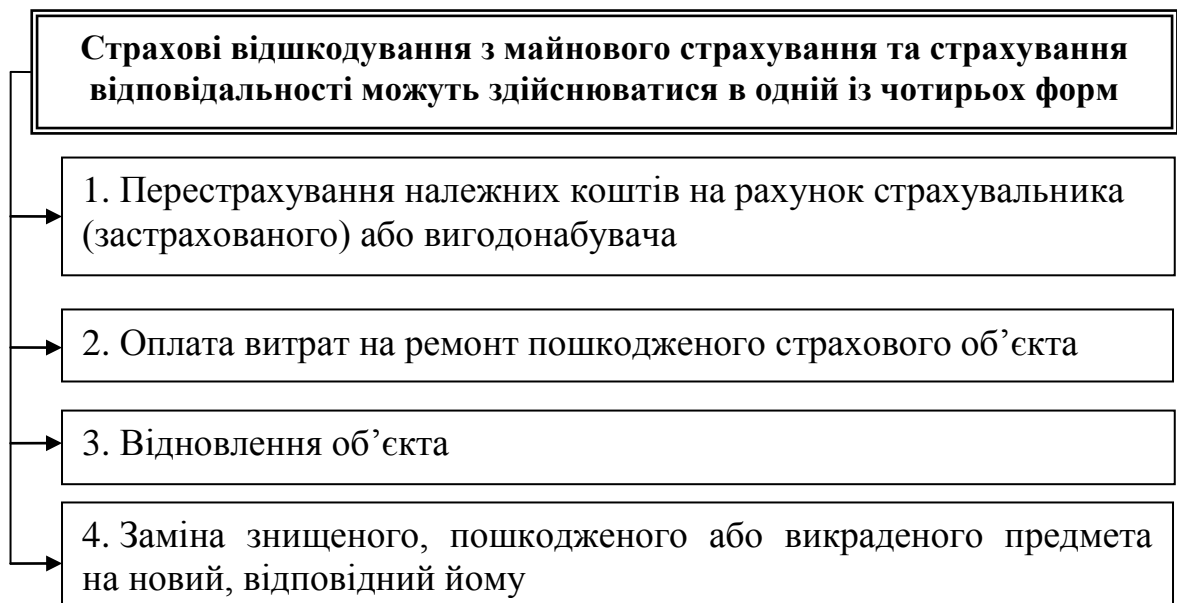 Страхові відшкодування з майнового страхування та страхування
відповідальності можуть здійснюватися в одній із чотирьох форм
1. Перестрахування належних коштів на рахунок страхувальника
(застрахованого) або вигодонабувача
2. Оплата витрат на ремонт пошкодженого страхового об’єкта
3. Відновлення об’єкта
4. Заміна знищеного, пошкодженого або викраденого предмета
на новий, відповідний йому